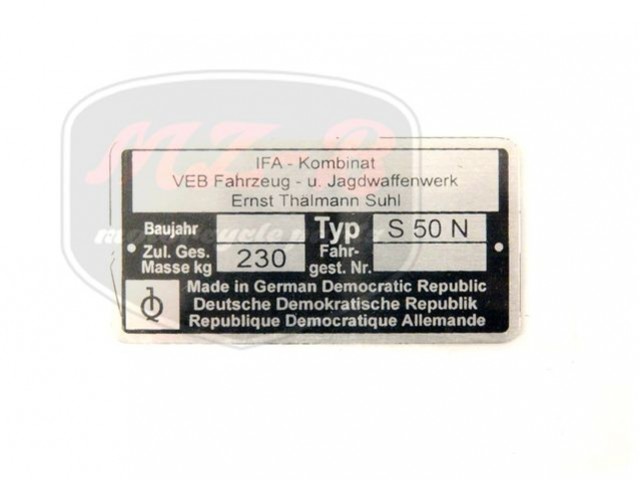 MZ-B
IFA - Kombinat
VEB Fahrzeug - u. Jagdwaffenwerk
Ernst Thälmann Suhl
Baujahr Typ S 50 N
Zul. Ges. Masse kg 230 Fahr- gest. Nr.
Made in German Democratic Republic
Deutsche Demokratische Republik
Republique Democratique Allemande